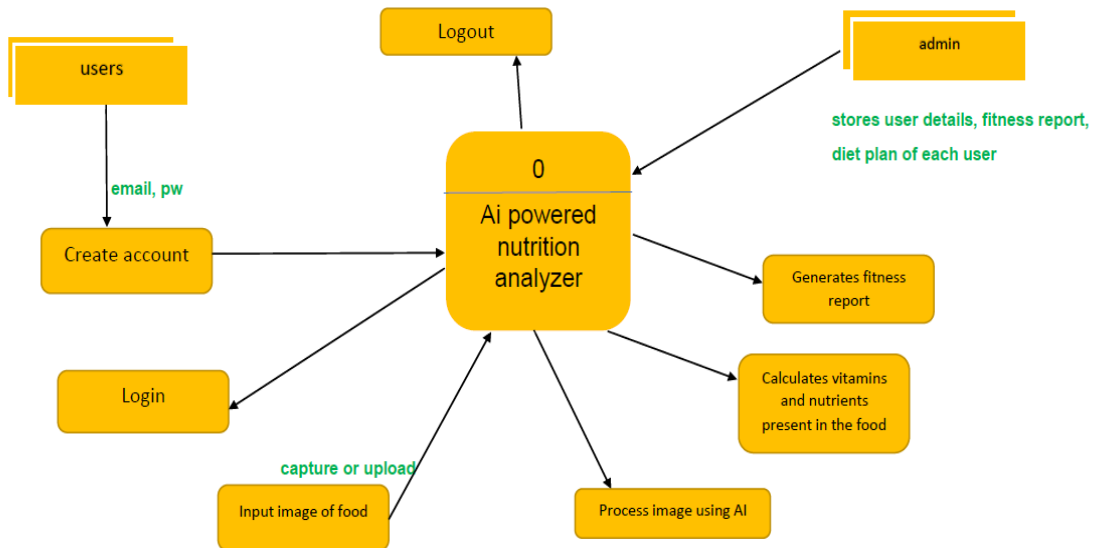 Logout
users
admin
stores user details, fitness report,
diet plan of each user
0
Ai powered
nutrition
analyzer
email, pw
Create account
Generates fitness
report
Login
Calculates vitamins
and nutrients
present in the food
capture or upload
Input image of food
Process image using AI